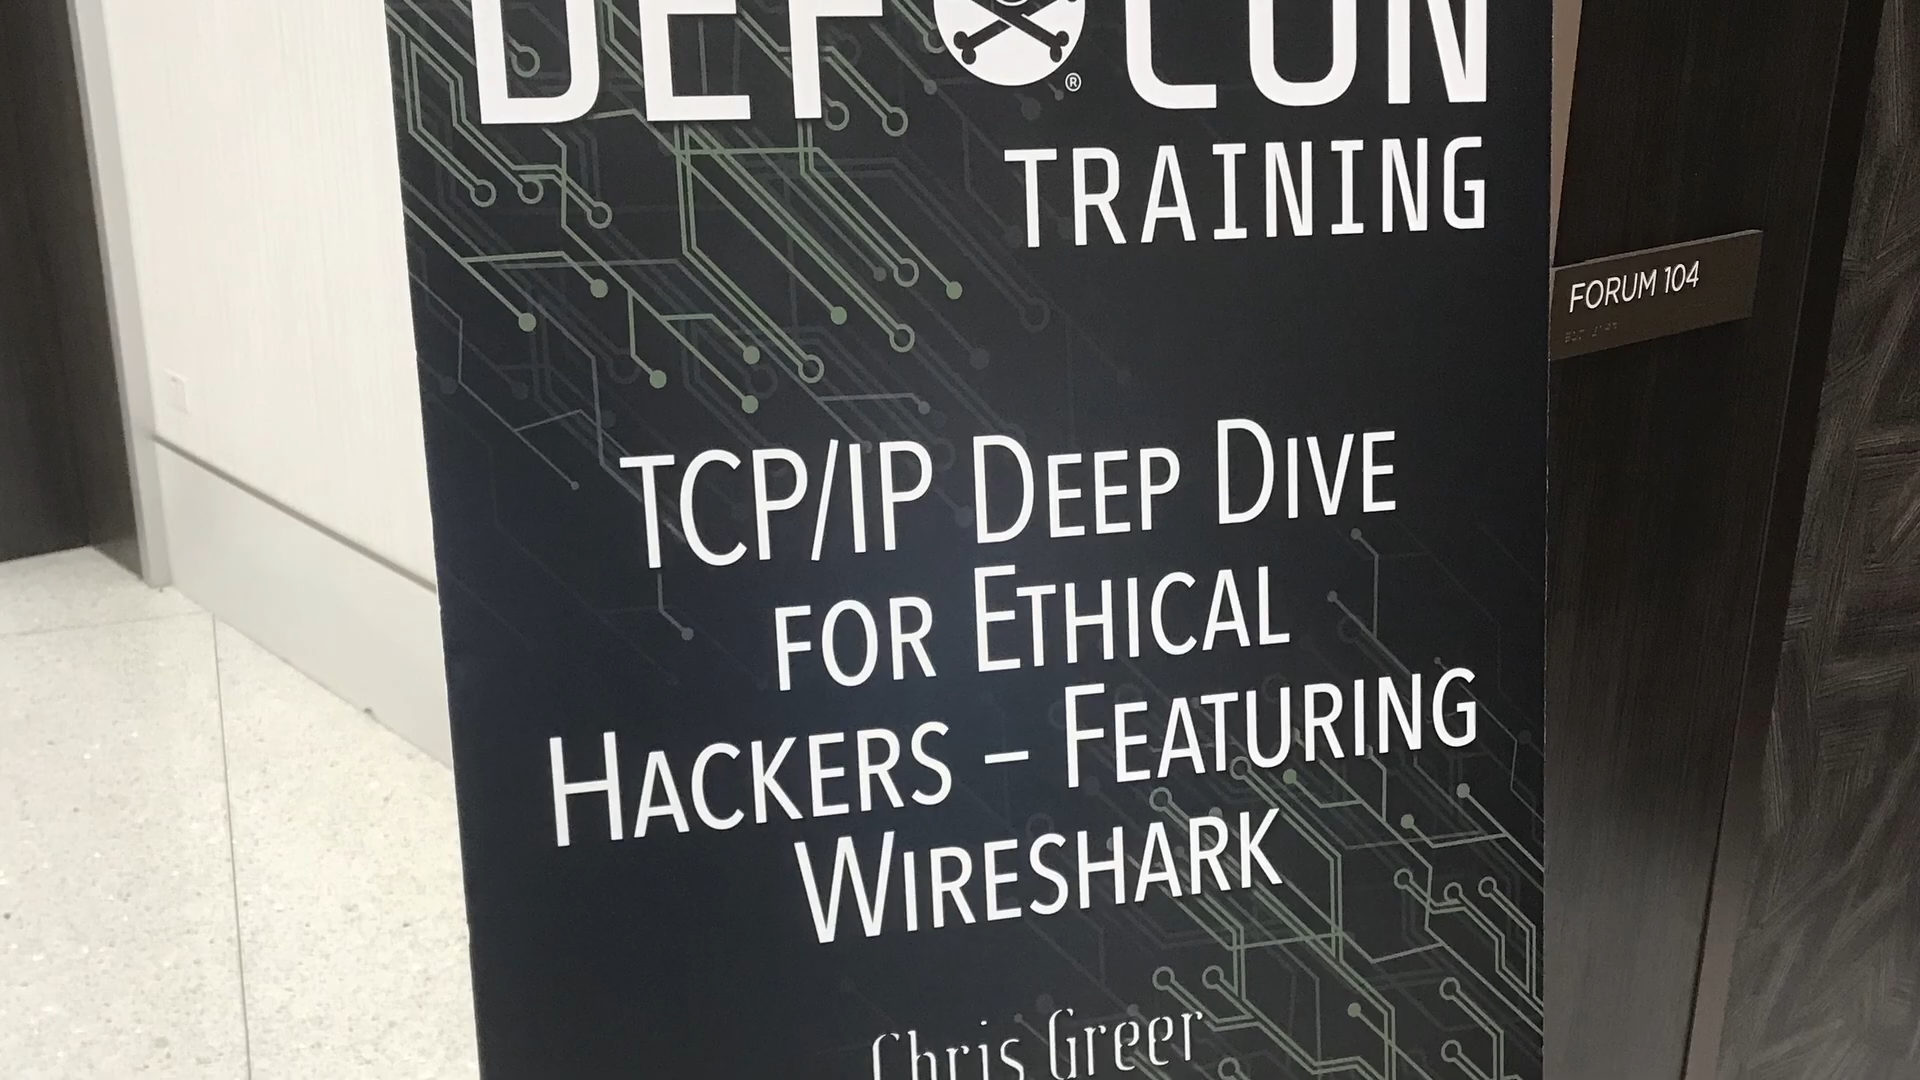 DEF CON
®
TRAINING
FORUM 104
TCP/IP DEEP DIVE
FOR ETHICAL
HACKERS – FEATURING
WIRESHARK
Chris Greer